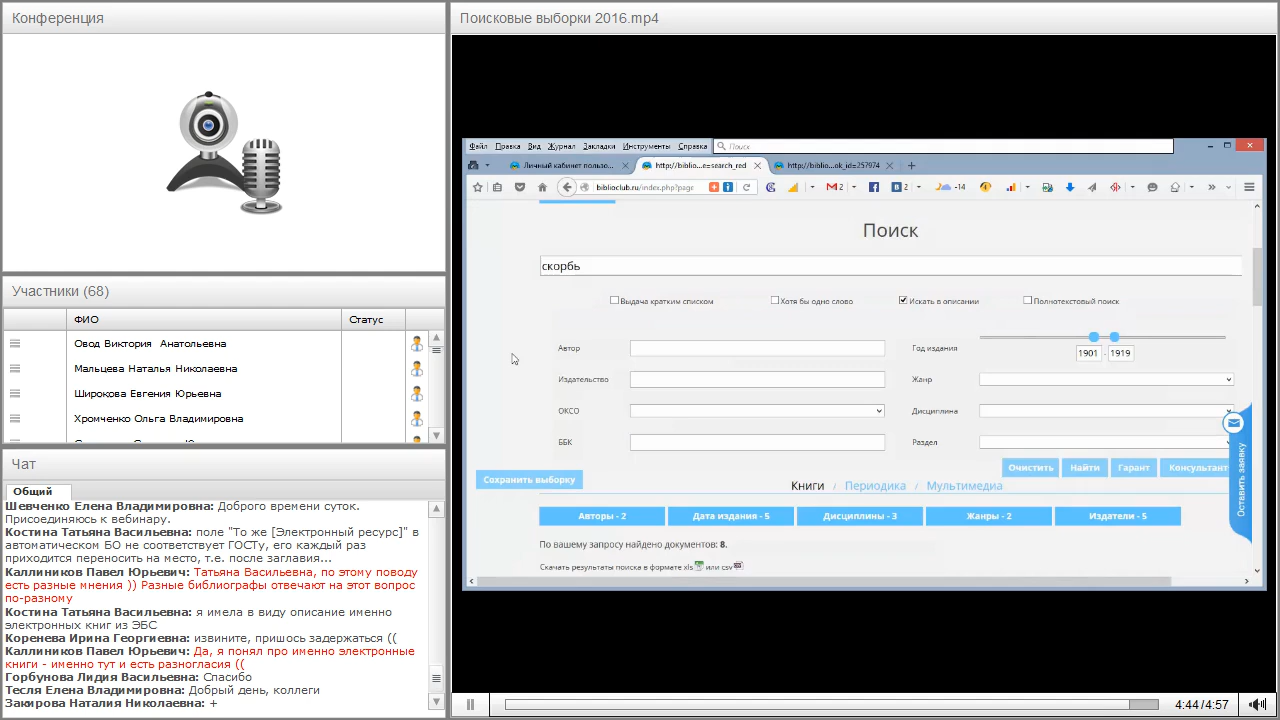 Конференция
Участники (68)
ФИО Статус
Овод Виктория Анатольевна
Мальцева Наталья Николаевна
Широкова Евгения Юрьевна
Хромченко Ольга Владимировна
Чат
Общий
Шевченко Елена Владимировна: Доброго времени суток.
Присоединяюсь к вебинару.
Костина Татьяна Васильевна: поле "То же [Электронный ресурс]" в
автоматическом БО не соответствует ГОСТу, его каждый раз
приходится переносить на место, т.е. после заглавия...
Каллиников Павел Юрьевич: Татьяна Васильевна, по этому поводу
есть разные мнения )) Разные библиографы отвечают на этот вопрос
по-разному
Костина Татьяна Васильевна: я имела в виду описание именно
электронных книг из ЭБС
Коренева Ирина Георгиевна: извините, пришось задержаться ((
Каллиников Павел Юрьевич: Да, я понял про именно электронные
книги - именно тут и есть разногласия ((
Горбунова Лидия Васильевна: Спасибо
Тесля Елена Владимировна: Добрый день, коллеги
Закирова Наталия Николаевна: +
Поисковые выборки 2016.mp4
Файл Правка Вид Журнал Закладки Инструменты Справка Поиск
Личный кабинет пользо... http://biblio...e=search_red http://biblio...ok_id=257974
biblioclub.ru/index.php?page 2 2 -14
Поиск
скорбь
Выдача кратким списком Хотя бы одно слово Искать в описании Полнотекстовый поиск
Автор Год издания
1901 - 1919
Издательство Жанр
ОКСО Дисциплина
ББК Раздел
Очистить Найти Гарант Консультант
Сохранить выборку
Книги / Периодика / Мультимедиа
Авторы - 2 Дата издания - 5 Дисциплины - 3 Жанры - 2 Издатели - 5
По вашему запросу найдено документов: 8.
Скачать результаты поиска в формате xls или csv
Оставить заявку
4:44 / 4:57